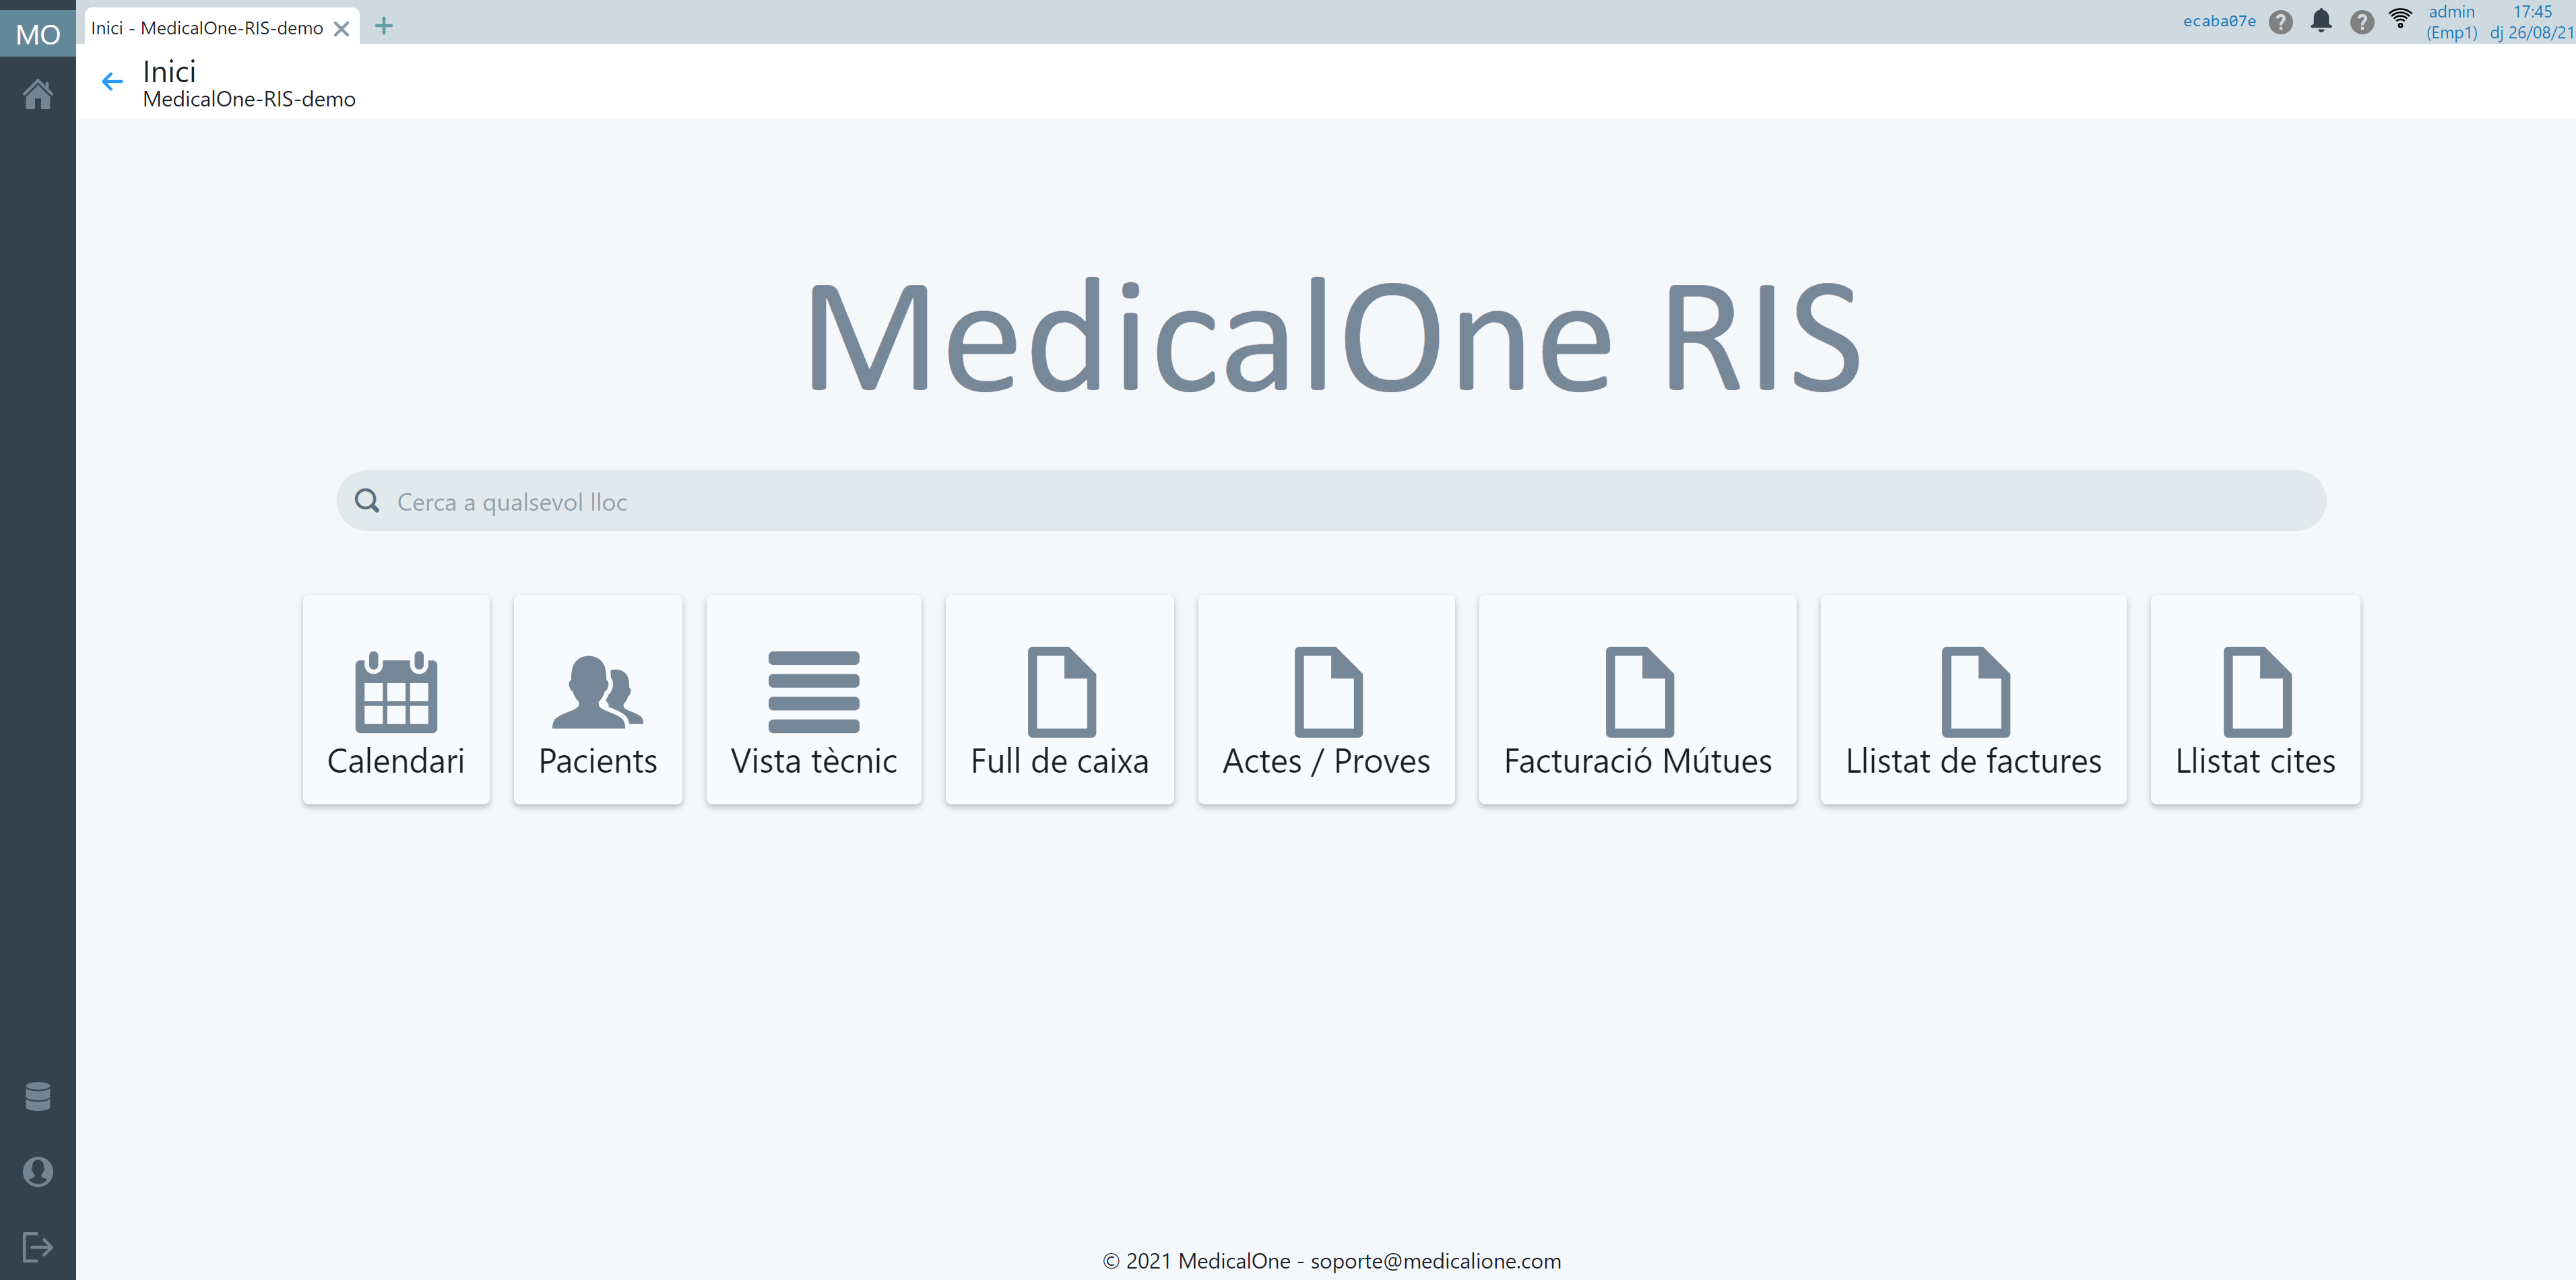 MO
Inici - MedicalOne-RIS-demo
ecaba07e
admin
(Emp1)
17:45
dj 26/08/21
Inici
MedicalOne-RIS-demo
MedicalOne RIS
Cerca a qualsevol lloc
Calendari
Pacients
Vista tècnic
Full de caixa
Actes / Proves
Facturació Mútues
Llistat de factures
Llistat cites
© 2021 MedicalOne - soporte@medicalione.com